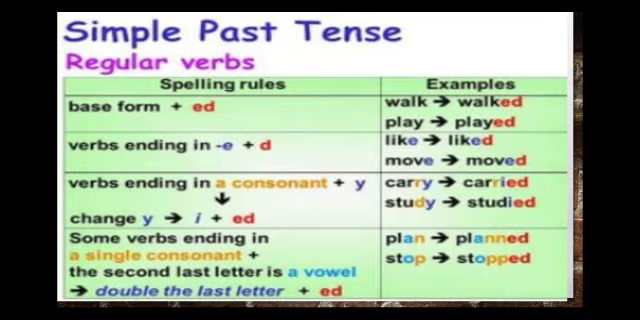 Simple Past Tense
Regular verbs
Spelling rules Examples
base form + ed walk ➔ walked
play ➔ played
verbs ending in -e + d like ➔ liked
move ➔ moved
verbs ending in a consonant + y carry ➔ carried
🡻 study ➔ studied
change y ➔ i + ed
Some verbs ending in plan ➔ planned
a single consonant + stop ➔ stopped
the second last letter is a vowel
➔ double the last letter + ed